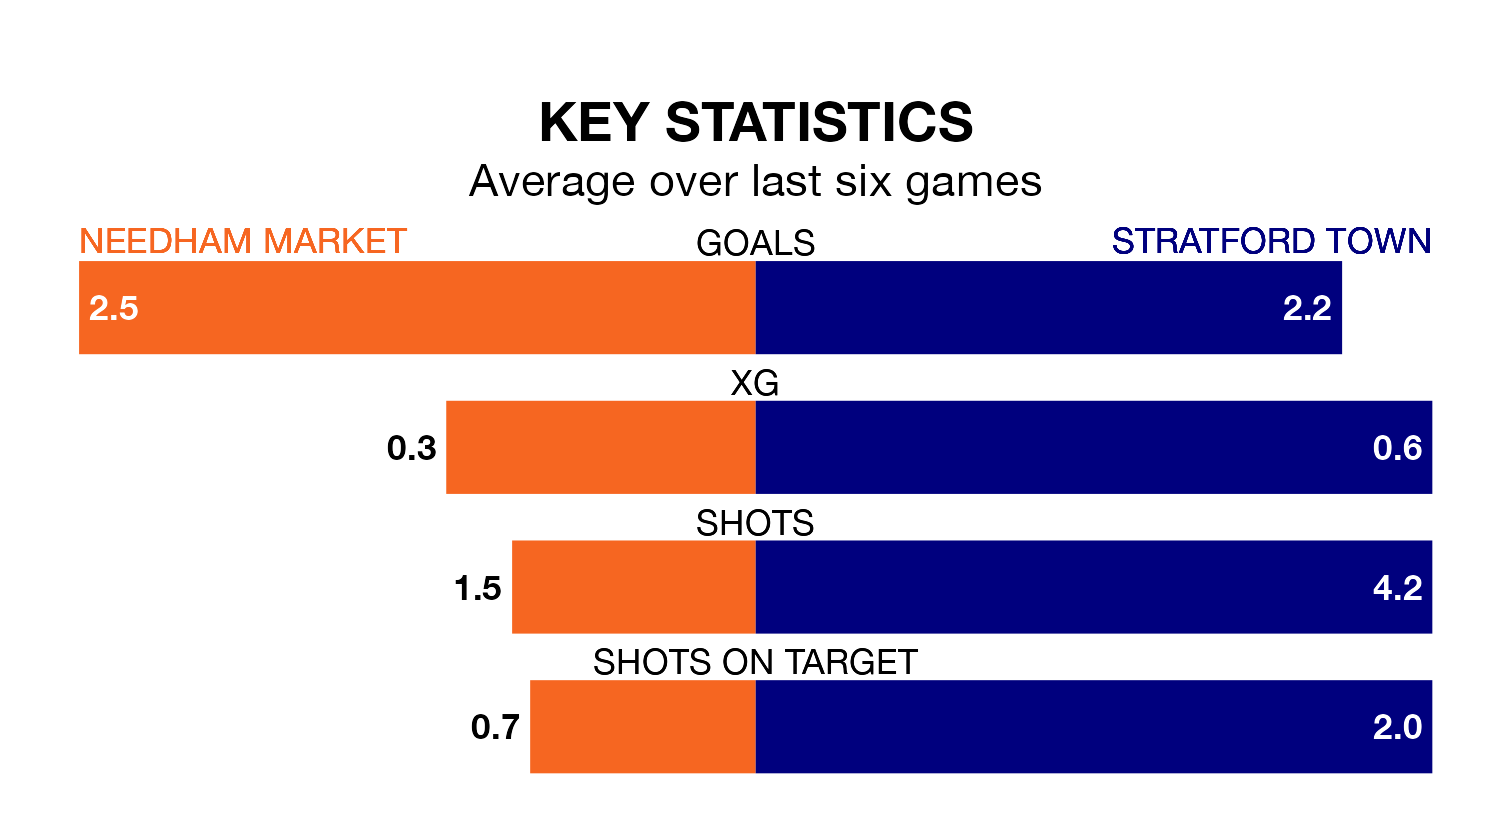 KEY STATISTICS
Average over last six games
NEEDHAM MARKET GOALS STRATFORD TOWN
2.5 2.2
XG
0.3 0.6
SHOTS
1.5 4.2
SHOTS ON TARGET
0.7 2.0